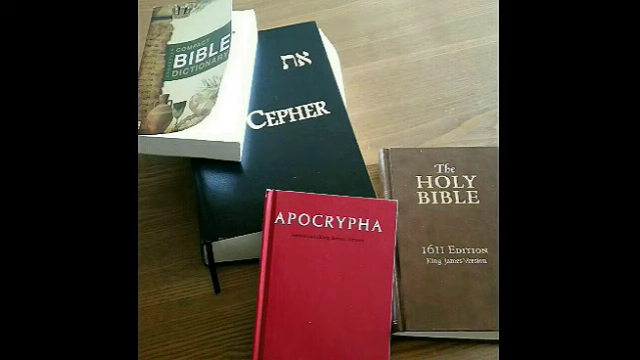 COMPACT
BIBLE
DICTIONARY
את
CEPHER
APOCRYPHA
The
HOLY
BIBLE
1611 EDITION
King James Version